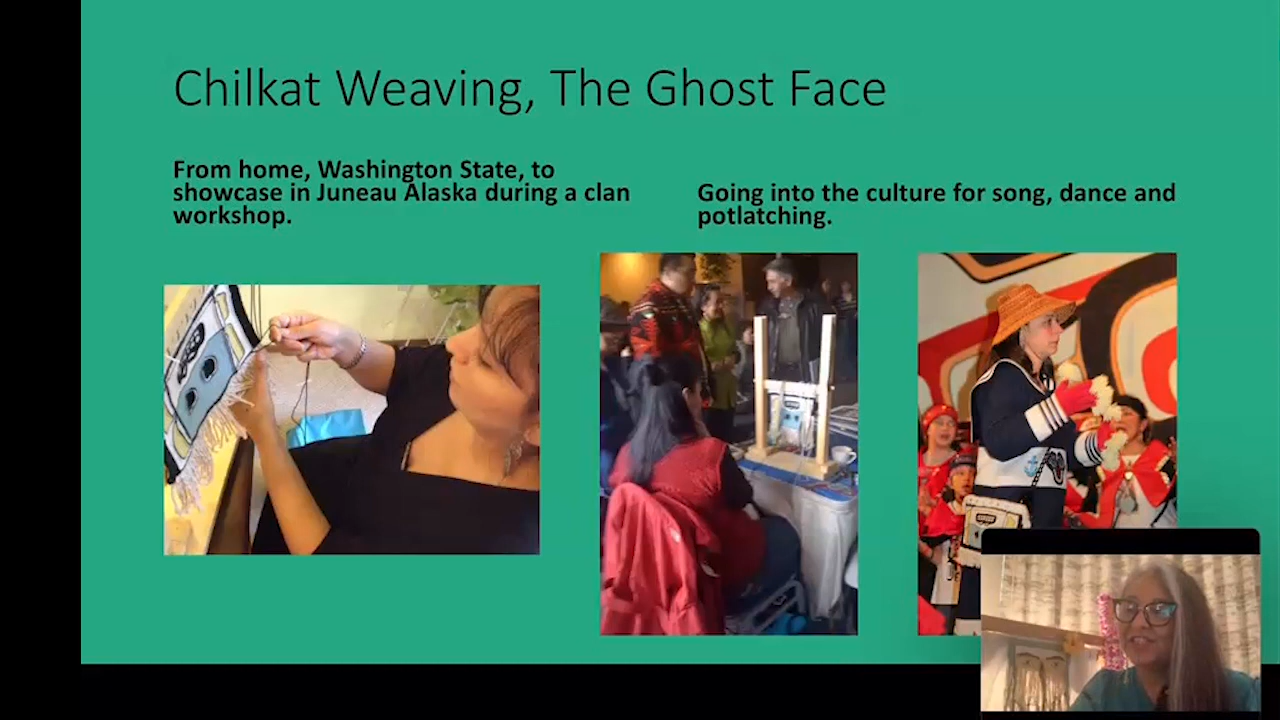 Chilkat Weaving, The Ghost Face
From home, Washington State, to
showcase in Juneau Alaska during a clan
workshop.
Going into the culture for song, dance and
potlatching.